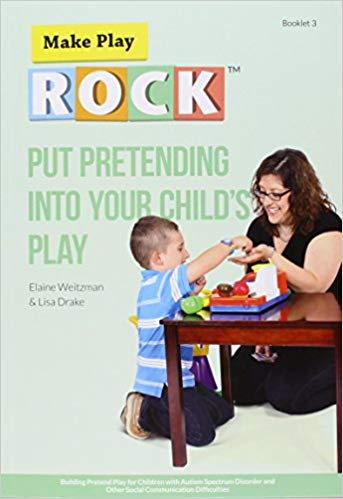 Booklet 3
Make Play
ROCK™
PUT PRETENDING
INTO YOUR CHILD'S
PLAY
Elaine Weitzman
& Lisa Drake
Building Pretend Play for Children with Autism Spectrum Disorder and
Other Social Communication Difficulties